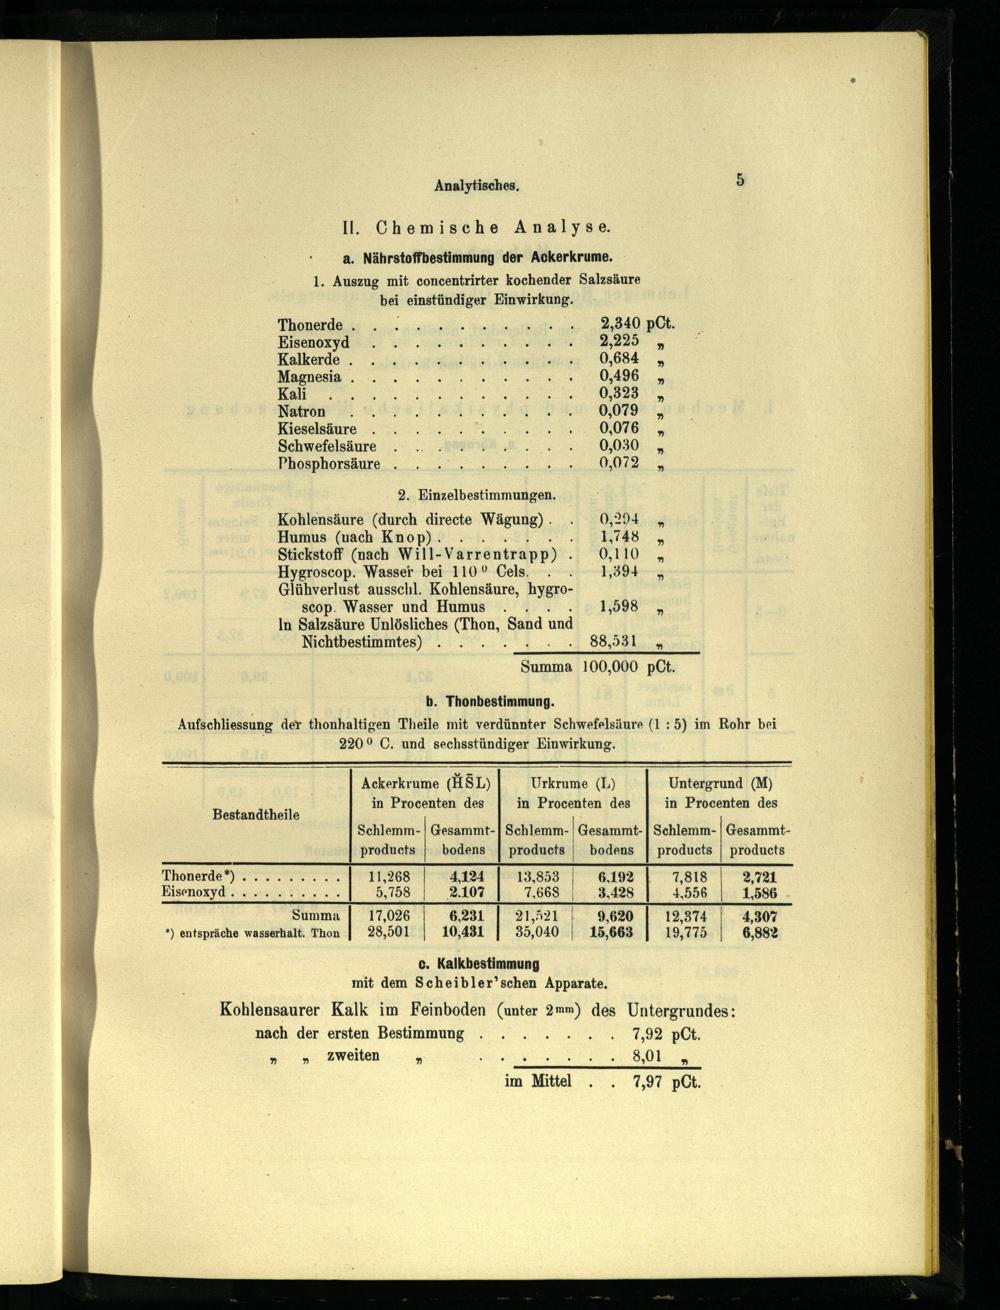 Analytisches. 5
II. Chemische Analyse.
a. Nährstoffbestimmung der Ackerkrume.
1. Auszug mit concentrirter kochender Salzsäure
bei einstündiger Einwirkung.
Thonerde . . . . . . . . . . . 2,340 pCt.
Eisenoxyd . . . . . . . . . . 2,225 „
Kalkerde . . . . . . . . . . . 0,684 „
Magnesia . . . . . . . . . . . 0,496 „
Kali . . . . . . . . . . . . 0,323 „
Natron . . . . . . . . . . . 0,079 „
Kieselsäure . . . . . . . . . . 0,076 „
Schwefelsäure . . . . . . . . . 0,030 „
Phosphorsäure . . . . . . . . . 0,072 „
2. Einzelbestimmungen.
Kohlensäure (durch directe Wägung) . . 0,294 „
Humus (nach Knop) . . . . . . . 1,748 „
Stickstoff (nach Will-Varrentrapp) . 0,110 „
Hygroscop. Wasser bei 110° Cels. . . 1,394 „
Glühverlust ausschl. Kohlensäure, hygro-
scop. Wasser und Humus . . . . 1,598 „
In Salzsäure Unlösliches (Thon, Sand und
Nichtbestimmtes) . . . . . . . 88,531 „
Summa 100,000 pCt.
b. Thonbestimmung.
Aufschliessung der thonhaltigen Theile mit verdünnter Schwefelsäure (1 : 5) im Rohr bei
220° C. und sechsstündiger Einwirkung.
Bestandtheile Ackerkrume (H̆S̄L) Urkrume (L) Untergrund (M)
in Procenten des in Procenten des in Procenten des
Schlemm- Gesammt- Schlemm- Gesammt- Schlemm- Gesammt-
products bodens products bodens products products
Thonerde*) . . . . . . . . . 11,268 4,124 13,853 6,192 7,818 2,721
Eisenoxyd . . . . . . . . . . 5,758 2.107 7,668 3,428 4,556 1,586
Summa 17,026 6,231 21,521 9,620 12,374 4,307
*) entspräche wasserhalt. Thon 28,501 10,431 35,040 15,663 19,775 6,882
c. Kalkbestimmung
mit dem Scheibler'schen Apparate.
Kohlensaurer Kalk im Feinboden (unter 2mm) des Untergrundes:
nach der ersten Bestimmung . . . . . . . 7,92 pCt.
„ „ zweiten „ . . . . . . . 8,01 „
im Mittel . . 7,97 pCt.